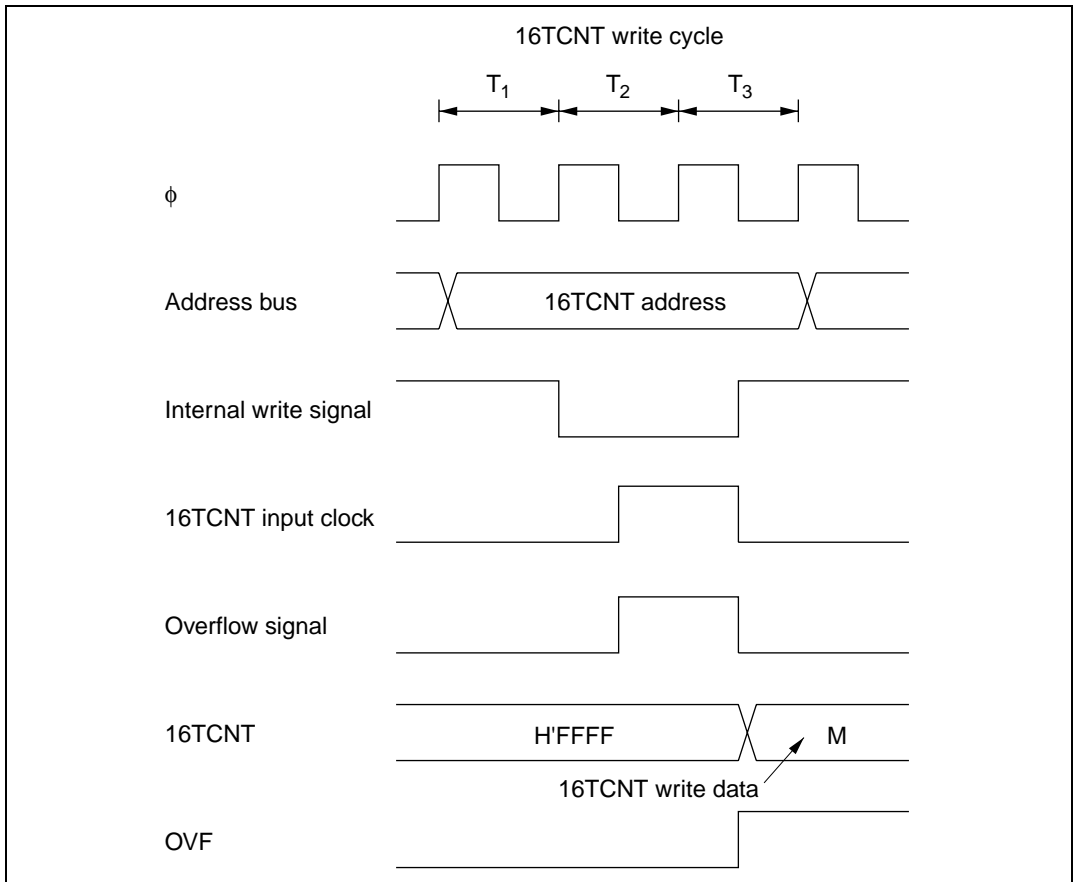 16TCNT write cycle
T1 T2 T3
φ
Address bus 16TCNT address
Internal write signal
16TCNT input clock
Overflow signal
16TCNT H'FFFF M
16TCNT write data
OVF